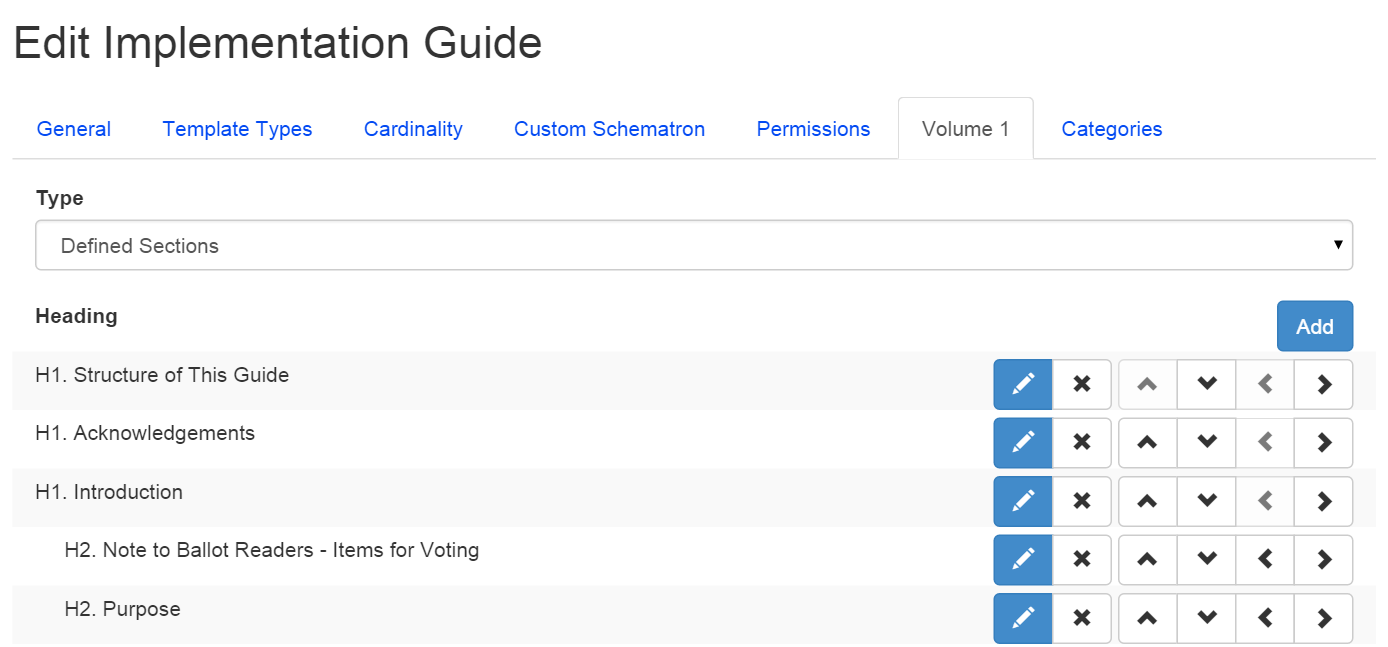 Edit Implementation Guide
General Template Types Cardinality Custom Schematron Permissions Volume 1 Categories
Type
Defined Sections
Heading
Add
H1. Structure of This Guide
H1. Acknowledgements
H1. Introduction
H2. Note to Ballot Readers - Items for Voting
H2. Purpose